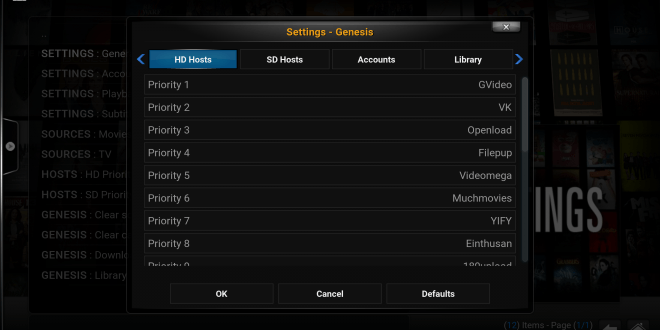 Settings - Genesis
HD Hosts
SD Hosts
Accounts
Library
Priority 1 GVideo
Priority 2 VK
Priority 3 Openload
Priority 4 Filepup
Priority 5 Videomega
Priority 6 Muchmovies
Priority 7 YIFY
Priority 8 Einthusan
Priority 9 180upload
OK
Cancel
Defaults
SETTINGS : Gene
SETTINGS : Acco
SETTINGS : Playb
SETTINGS : Subti
SOURCES : Movie
SOURCES : TV
HOSTS : HD Prior
HOSTS : SD Prior
GENESIS : Clear s
GENESIS : Clear c
GENESIS : Downlo
GENESIS : Library
INGS
(12) Items - Page (1/1)